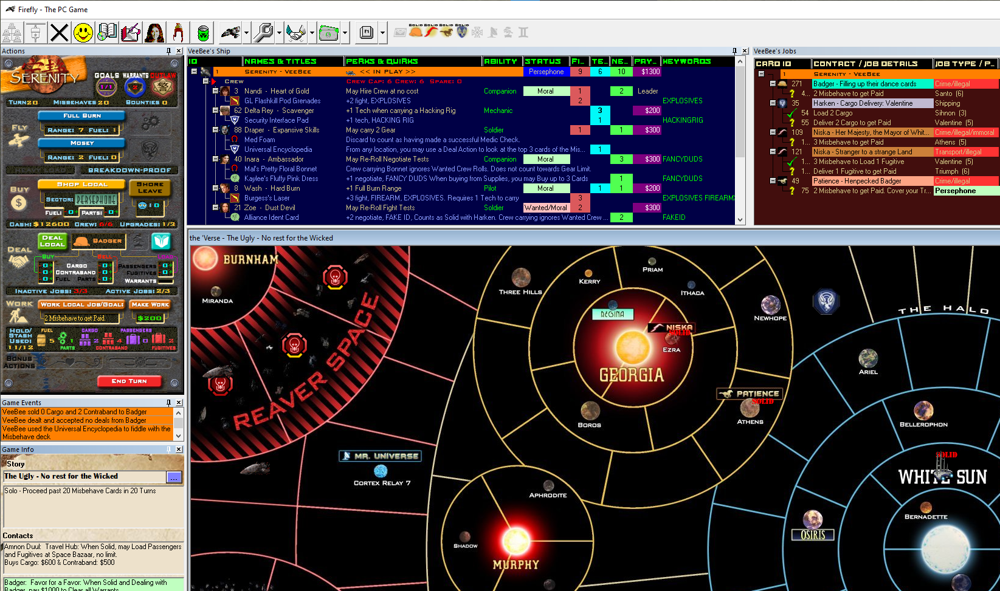 Firefly - The PC Game
SOLID SOLID SOLID SOLID
Actions
SERENITY
GOALS WARRANTS OUTLAW
1/1 2
TURN 20 MISBEHAVES 20 BOUNTIES 0
FULL BURN
RANGE: 7 FUEL: 1
FLY
MOSEY
RANGE: 2 FUEL: 0
BREAKDOWN-PROOF
SHOP LOCAL
SHORE LEAVE
BUY
SECTOR: PERSEPHONE
: 0
FUEL: 0 PARTS: 0
CASH: $12600 CREW: 6/6 UPGRADES: 1/3
DEAL LOCAL
BADGER
DEAL
BUY SELL LOAD
0 CARGO 0 PASSENGERS 0
0 CONTRABAND 0 FUGITIVES 0
0 FUEL PARTS 0 WARRANTS
INACTIVE JOBS: 3/3 ACTIVE JOBS: 2/3
WORK
WORK LOCAL JOB/GOAL: MAKE WORK
2 Misbehave to get Paid. $200
HOLD/ STASH USED: 11/12
FUEL CARGO PASSENGERS
5 1 2 4 0 2
PARTS CONTRABAND FUGITIVES
BONUS ACTIONS
END TURN
Game Events
VeeBee sold 0 Cargo and 2 Contraband to Badger
VeeBee dealt and accepted no deals from Badger
VeeBee used the Universal Encyclopedia to fiddle with the
Misbehave deck
Game Info
Story
The Ugly - No rest for the Wicked
...
Solo - Proceed past 20 Misbehave Cards in 20 Turns
Contacts
Amnon Duul: Travel Hub: When Solid, may Load Passengers
and Fugitives at Space Bazaar, no limit.
Buys Cargo: $600 & Contraband: $500
Badger: Favor for a Favor: When Solid and Dealing with
Badger, pay $1000 to Clear all Warrants
VeeBee's Ship
ID NAMES & TITLES PERKS & QUIRKS ABILITY STATUS FI... TE... NE... PAY... KEYWORDS
1 SERENITY - VEEBEE << IN PLAY >> Persephone 9 6 10 $1300
CREW CREW CAP: 6 CREW: 6 SPARE: 0
3 Nandi - Heart of Gold May Hire Crew at no cost Companion Moral 1 2 Leader
GL Flashkill Pod Grenades +2 fight, EXPLOSIVES 2 EXPLOSIVES
62 Delta Rey - Scavenger +1 Tech when carrying a Hacking Rig Mechanic 3 $200
Security Interface Pad +1 tech, HACKING RIG 1 HACKINGRIG
88 Draper - Expansive Skills May carry 2 Gear Soldier 1 1 $300
Med Foam Discard to count as having made a successful Medic Check.
Universal Encyclopedia From any location, you may use a Deal Action to look at the top 3 cards of the Mis... 1
40 Inara - Ambassador May Re-Roll Negotiate Tests Companion Moral 3 $300 FANCYDUDS
Mal's Pretty Floral Bonnet Crew carrying Bonnet ignores Wanted Crew Rolls. Does not count towards Gear Limit.
Kaylee's Fluffy Pink Dress +1 negotiate, FANCY DUDS When buying from Supplies, you may Buy up to 3 Cards 1 FANCYDUDS
8 Wash - Hard Burn +1 Full Burn Range Pilot Moral 1 1 $200
Burgess's Laser +3 fight, FIREARM, EXPLOSIVES. Requires 1 Tech to carry 3 EXPLOSIVES FIREARM
21 Zoe - Dust Devil May Re-Roll Fight Tests Soldier Wanted/Moral 2 $300
Alliance Ident Card +2 negotiate, FAKE ID, Counts as Solid with Harken. Crew carrying ignores Wanted Crew ... 2 FAKEID
VeeBee's Jobs
CARD ID CONTACT / JOB DETAILS JOB TYPE / P...
1 SERENITY - VEEBEE
271 Badger - Filling up their dance cards Crime/illegal
4... 2 Misbehave to get Paid Santo (6)
35 Harken - Cargo Delivery: Valentine Shipping
54 Load 2 Cargo Sihnon (3)
55 Deliver 2 Cargo to get Paid Valentine (5)
109 Niska - Her Majesty, the Mayor of Whit... Crime/illegal/immoral
1... 3 Misbehave to get Paid Athens (5)
121 Niska - Stranger to a strange Land Transport/illegal
1... 3 Misbehave to Load 1 Fugitive Valentine (5)
1... Deliver 1 Fugitive to get Paid Triumph (6)
49 Patience - Henpecked Badger Crime/illegal
75 2 Misbehave to get Paid. Cover your Tr... Persephone
the 'Verse - The Ugly - No rest for the Wicked
BURNHAM
MIRANDA
REAVER SPACE
MR. UNIVERSE
CORTEX RELAY 7
THREE HILLS
KERRY
PRIAM
ITHACA
REGINA
NISKA
SOLID
EZRA
GEORGIA
BOROS
PATIENCE
SOLID
ATHENS
NEWHOPE
THE HALO
ARIEL
BELLEROPHON
SOLID
WHITE SUN
BERNADETTE
OSIRIS
APHRODITE
SHADOW
MURPHY